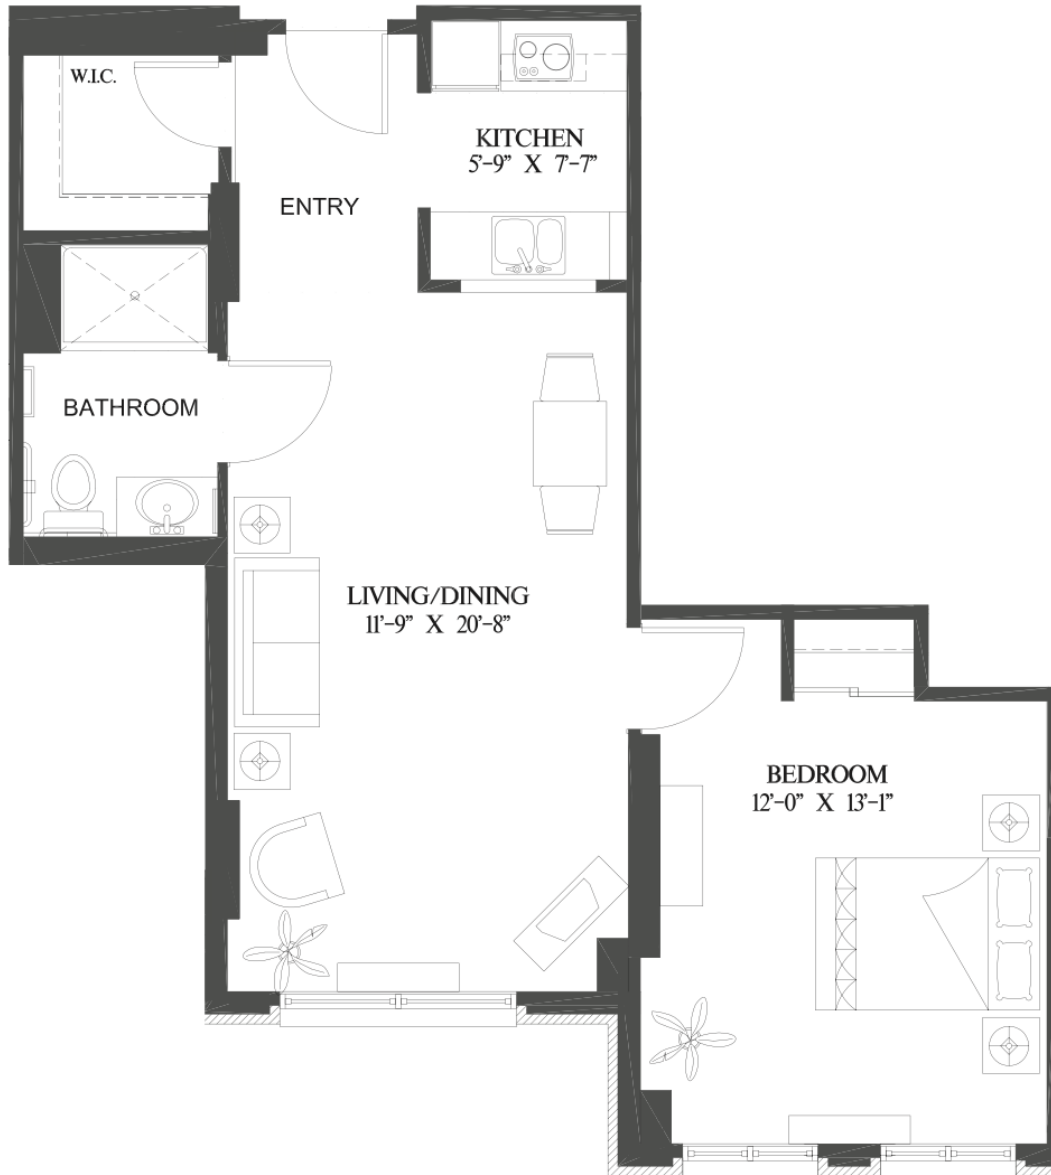 W.I.C.
KITCHEN
5'-9" X 7'-7"
ENTRY
BATHROOM
LIVING/DINING
11'-9" X 20'-8"
BEDROOM
12'-0" X 13'-1"